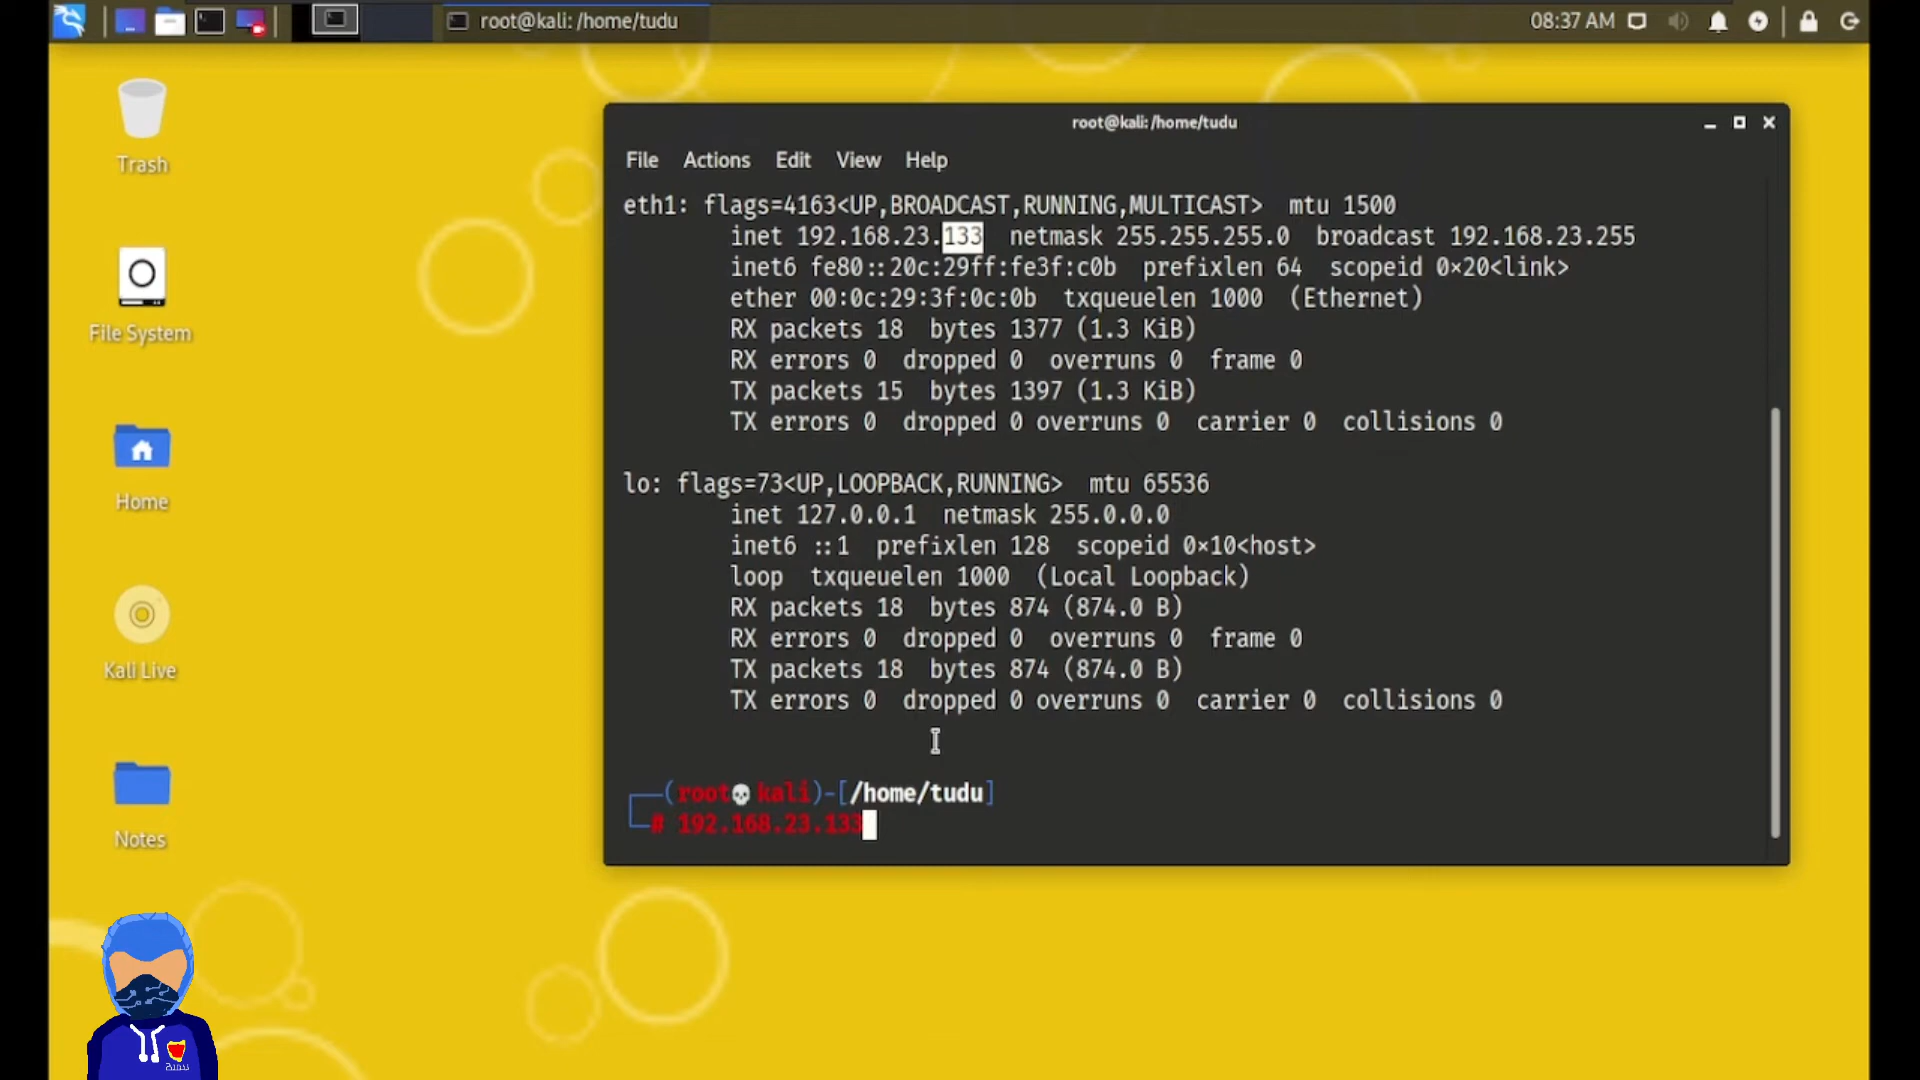 root@kali: /home/tudu
08:37 AM
Trash
File System
Home
Kali Live
Notes
root@kali:/home/tudu
File Actions Edit View Help
eth1: flags=4163<UP,BROADCAST,RUNNING,MULTICAST> mtu 1500
inet 192.168.23.133 netmask 255.255.255.0 broadcast 192.168.23.255
inet6 fe80::20c:29ff:fe3f:c0b prefixlen 64 scopeid 0×20<link>
ether 00:0c:29:3f:0c:0b txqueuelen 1000 (Ethernet)
RX packets 18 bytes 1377 (1.3 KiB)
RX errors 0 dropped 0 overruns 0 frame 0
TX packets 15 bytes 1397 (1.3 KiB)
TX errors 0 dropped 0 overruns 0 carrier 0 collisions 0
lo: flags=73<UP,LOOPBACK,RUNNING> mtu 65536
inet 127.0.0.1 netmask 255.0.0.0
inet6 ::1 prefixlen 128 scopeid 0×10<host>
loop txqueuelen 1000 (Local Loopback)
RX packets 18 bytes 874 (874.0 B)
RX errors 0 dropped 0 overruns 0 frame 0
TX packets 18 bytes 874 (874.0 B)
TX errors 0 dropped 0 overruns 0 carrier 0 collisions 0
(root💀kali)-[/home/tudu]
# 192.168.23.133